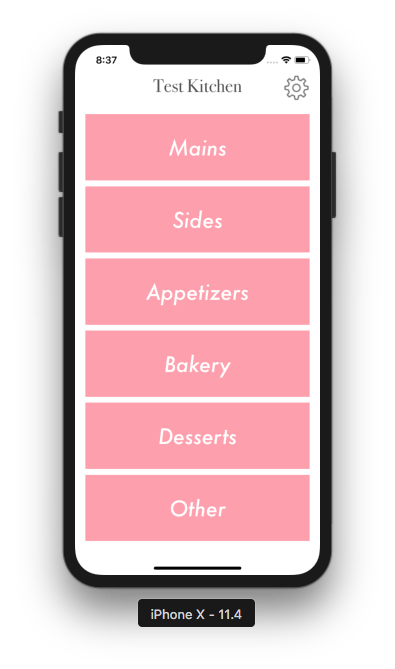 8:37
Test Kitchen
Mains
Sides
Appetizers
Bakery
Desserts
Other
iPhone X - 11.4